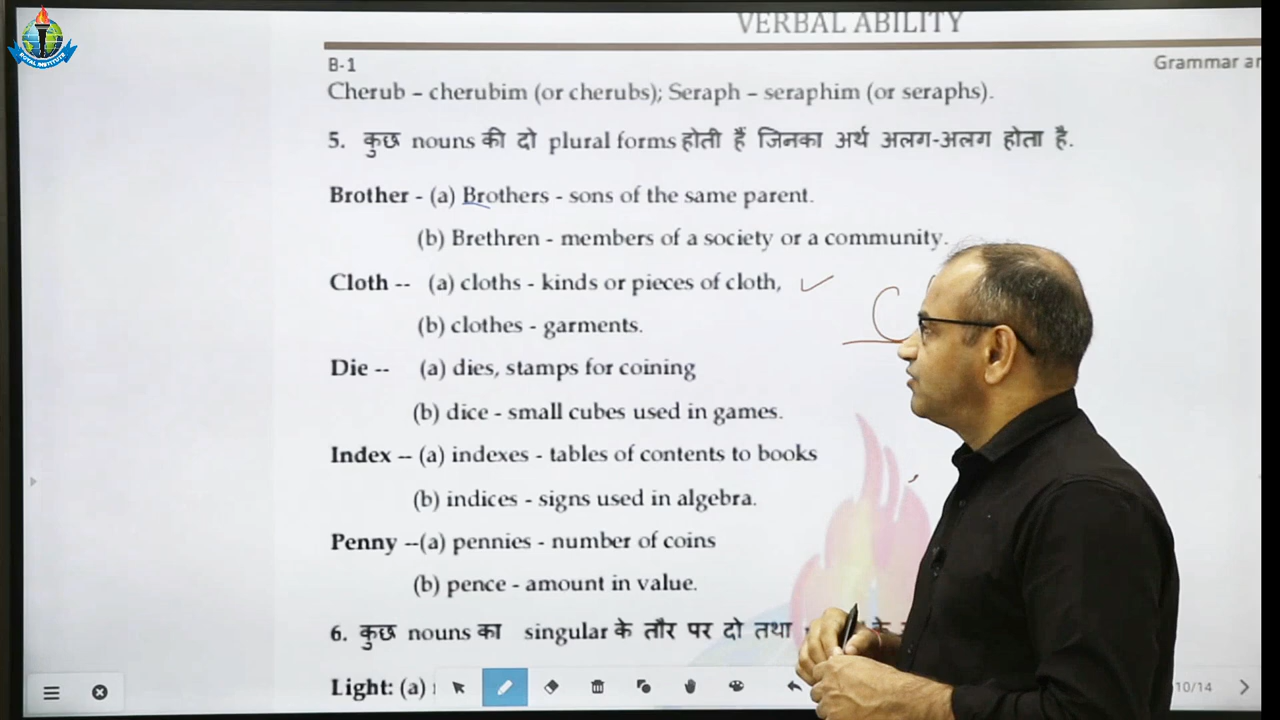 ROYAL INSTITUTE
VERBAL ABILITY
B-1
Grammar
Cherub – cherubim (or cherubs); Seraph – seraphim (or seraphs).
5. कुछ nouns की दो plural forms होती हैं जिनका अर्थ अलग-अलग होता है.
Brother - (a) Brothers - sons of the same parent.
(b) Brethren - members of a society or a community.
Cloth -- (a) cloths - kinds or pieces of cloth,
(b) clothes - garments.
Die -- (a) dies, stamps for coining
(b) dice - small cubes used in games.
Index -- (a) indexes - tables of contents to books
(b) indices - signs used in algebra.
Penny --(a) pennies - number of coins
(b) pence - amount in value.
6. कुछ nouns का singular के तौर पर दो तथा के
Light: (a)
10/14